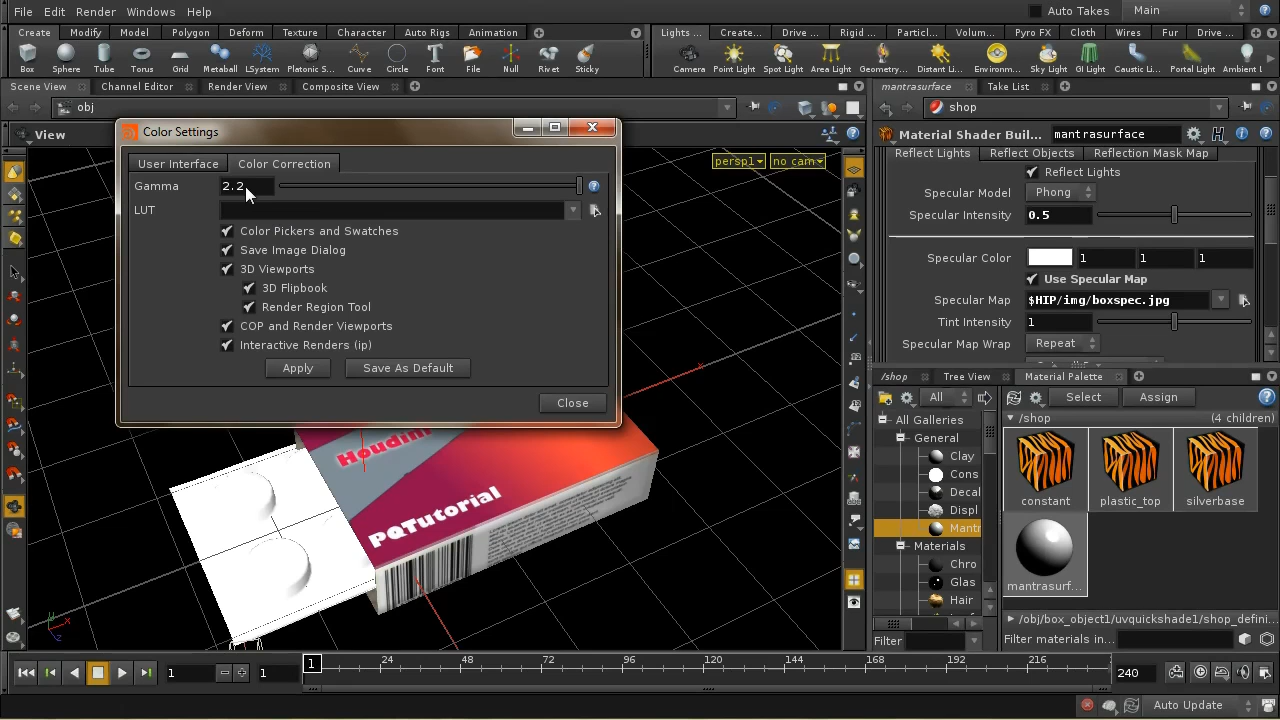 File Edit Render Windows Help Auto Takes Main
Create Modify Model Polygon Deform Texture Character Auto Rigs Animation Lights ... Create... Drive ... Rigid ... Particl... Volum... Pyro FX Cloth Wires Fur Drive ...
Box Sphere Tube Torus Grid Metaball LSystem Platonic S... Curve Circle Font File Null Rivet Sticky Camera Point Light Spot Light Area Light Geometry... Distant Li... Environm... Sky Light GI Light Caustic Li... Portal Light Ambient L
Scene View Channel Editor Render View Composite View mantrasurface Take List
obj shop
View Material Shader Buil... mantrasurface
Color Settings
User Interface Color Correction
Gamma 2.2
LUT
Color Pickers and Swatches
Save Image Dialog
3D Viewports
3D Flipbook
Render Region Tool
COP and Render Viewports
Interactive Renders (ip)
Apply Save As Default
Close
persp1 no cam
Houdini
PQTutorial
Reflect Lights Reflect Objects Reflection Mask Map
Reflect Lights
Specular Model Phong
Specular Intensity 0.5
Specular Color 1 1 1
Use Specular Map
Specular Map $HIP/img/boxspec.jpg
Tint Intensity 1
Specular Map Wrap Repeat
/shop Tree View Material Palette
All Select Assign
All Galleries
General
Clay
Cons
Decal
Displ
Mantr
Materials
Chro
Glas
Hair
Filter
/shop (4 children)
constant plastic_top silverbase
mantrasurf...
/obj/box_object1/uvquickshade1/shop_defini...
Filter materials in...
1 1 1 24 48 72 96 120 144 168 192 216 240
Auto Update